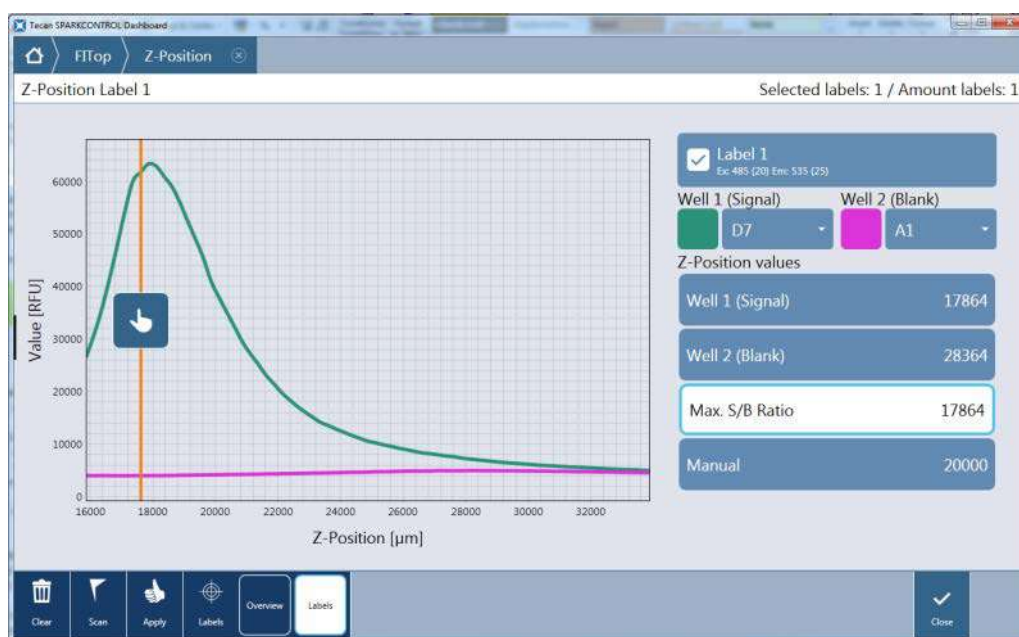 Tecan SPARKCONTROL Dashboard
FITop
Z-Position
Z-Position Label 1
Selected labels: 1 / Amount labels: 1
Value [RFU]
60000
50000
40000
30000
20000
10000
0
16000 18000 20000 22000 24000 26000 28000 30000 32000
Z-Position [µm]
Label 1
Ex: 485 (20) Em: 535 (25)
Well 1 (Signal) Well 2 (Blank)
D7 A1
Z-Position values
Well 1 (Signal) 17864
Well 2 (Blank) 28364
Max. S/B Ratio 17864
Manual 20000
Clear
Scan
Apply
Labels
Overview
Labels
Close